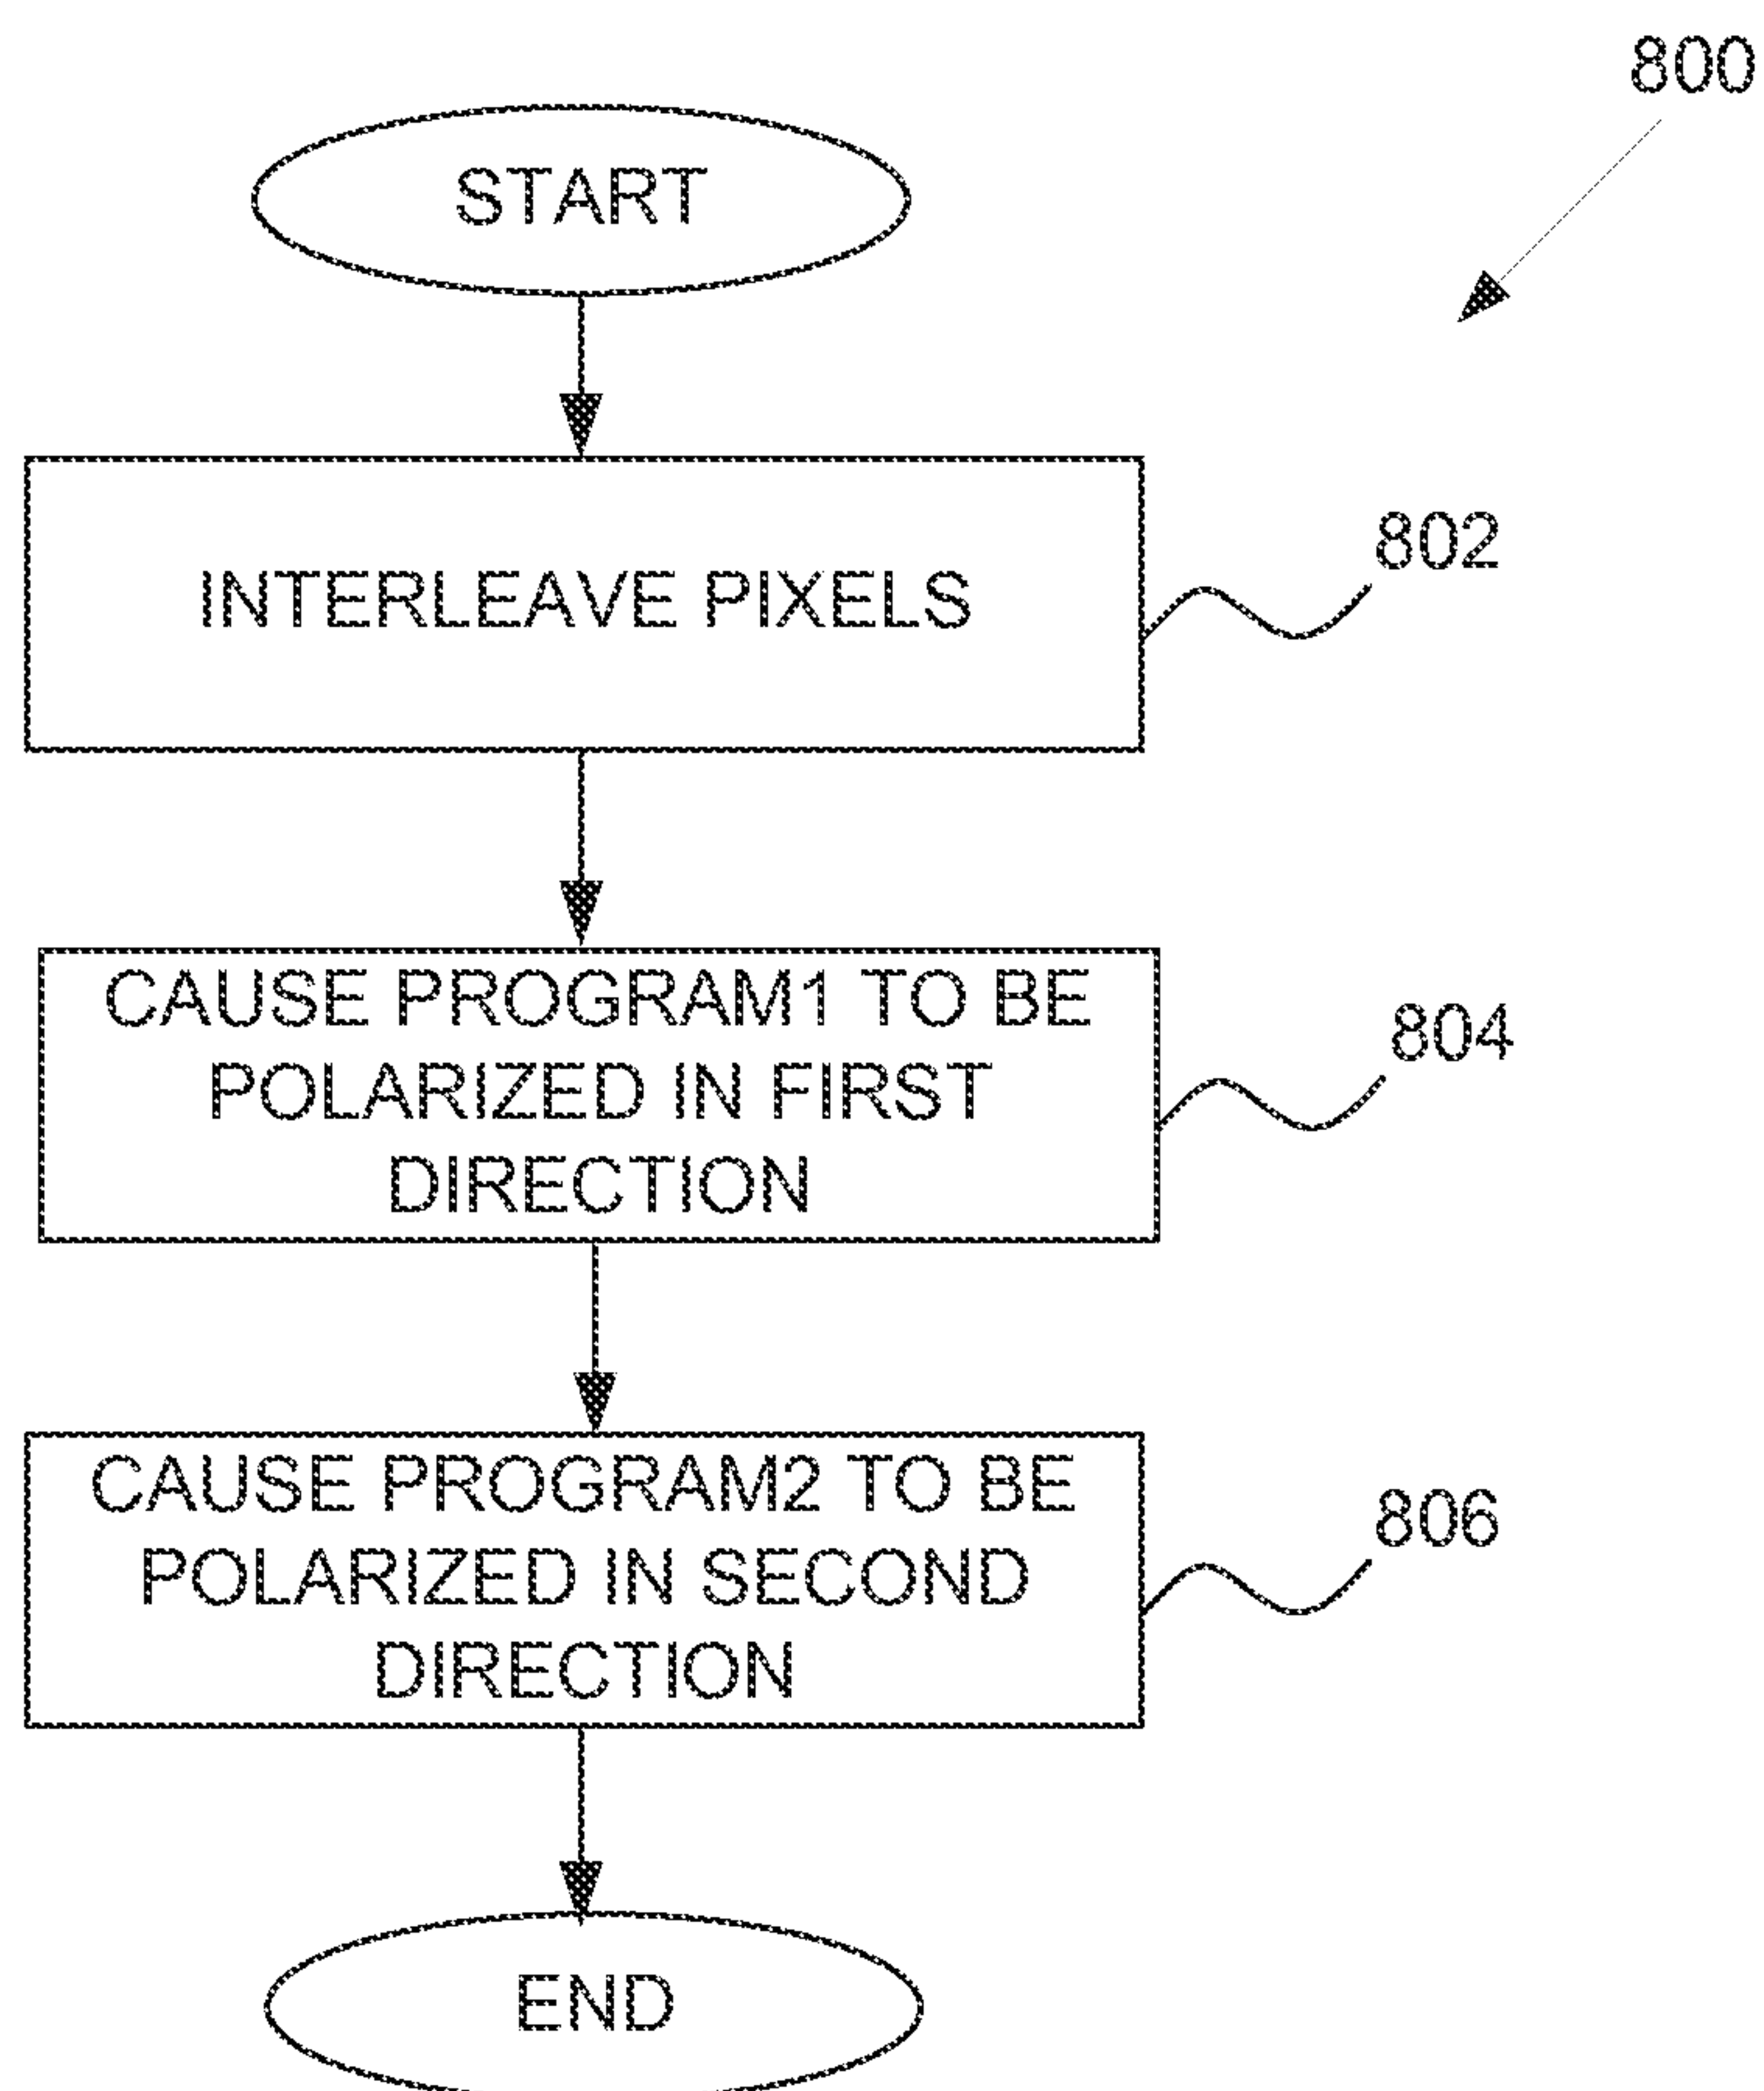 800
START
INTERLEAVE PIXELS
802
CAUSE PROGRAM1 TO BE
POLARIZED IN FIRST
DIRECTION
804
CAUSE PROGRAM2 TO BE
POLARIZED IN SECOND
DIRECTION
806
END